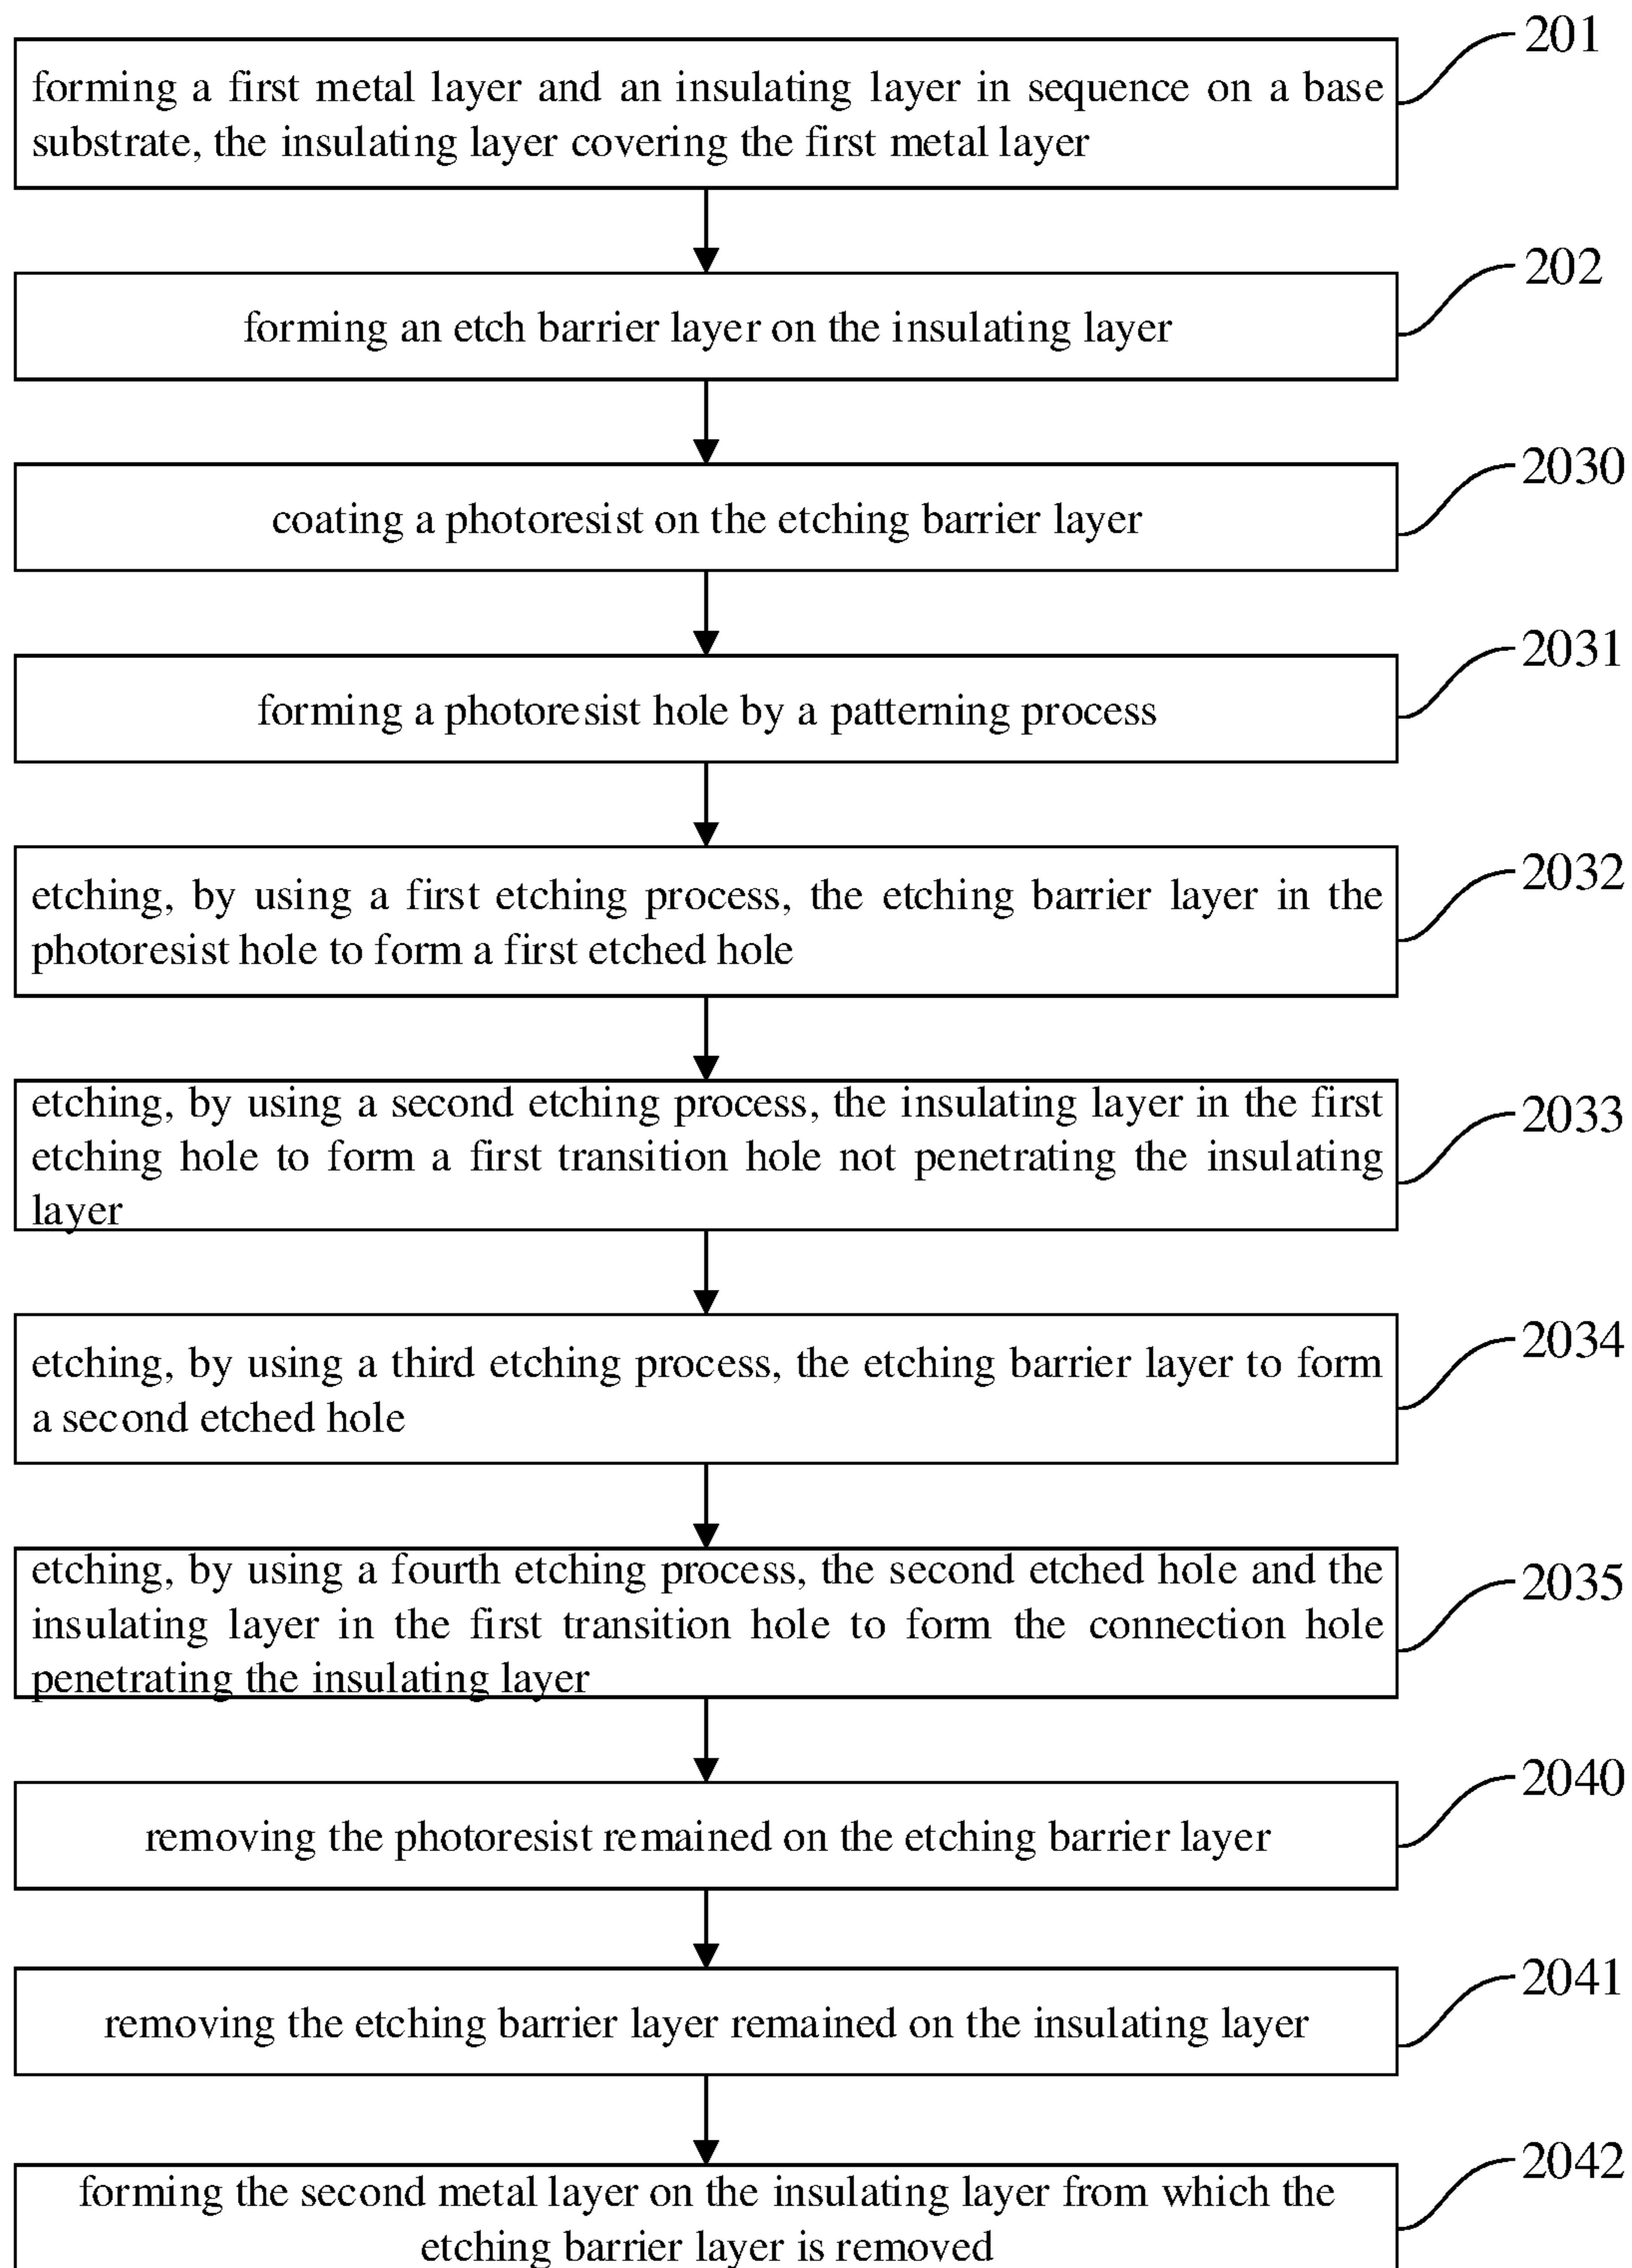 201
forming a first metal layer and an insulating layer in sequence on a base
substrate, the insulating layer covering the first metal layer
202
forming an etch barrier layer on the insulating layer
2030
coating a photoresist on the etching barrier layer
2031
forming a photoresist hole by a patterning process
2032
etching, by using a first etching process, the etching barrier layer in the
photoresist hole to form a first etched hole
2033
etching, by using a second etching process, the insulating layer in the first
etching hole to form a first transition hole not penetrating the insulating
layer
2034
etching, by using a third etching process, the etching barrier layer to form
a second etched hole
2035
etching, by using a fourth etching process, the second etched hole and the
insulating layer in the first transition hole to form the connection hole
penetrating the insulating layer
2040
removing the photoresist remained on the etching barrier layer
2041
removing the etching barrier layer remained on the insulating layer
2042
forming the second metal layer on the insulating layer from which the
etching barrier layer is removed